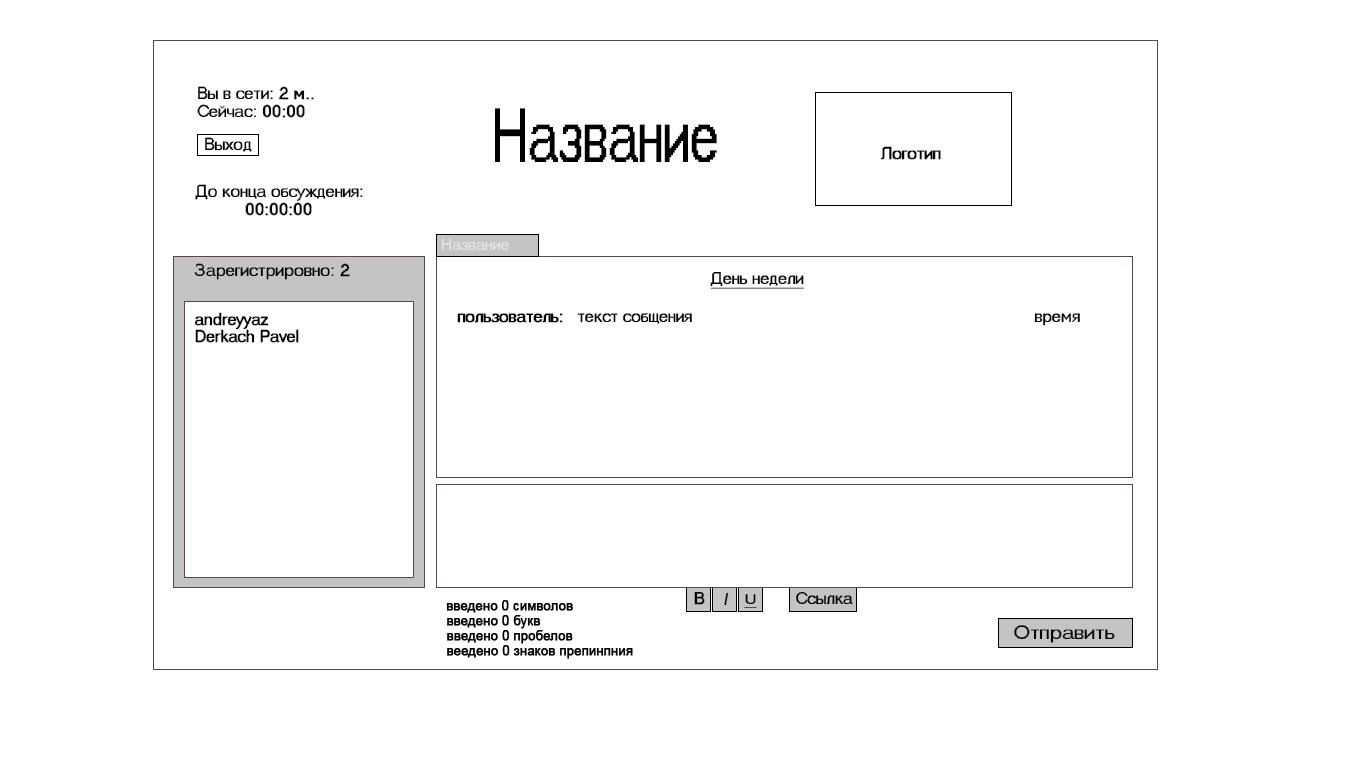 Вы в сети: 2 м..
Сейчас: 00:00
Выход
До конца обсуждения:
00:00:00
Название
Логотип
Зарегистрировно: 2
andreyyaz
Derkach Pavel
Название
День недели
пользователь: текст собщения время
B I U Ссылка
введено 0 символов
введено 0 букв
введено 0 пробелов
веедено 0 знаков препинпния
Отправить